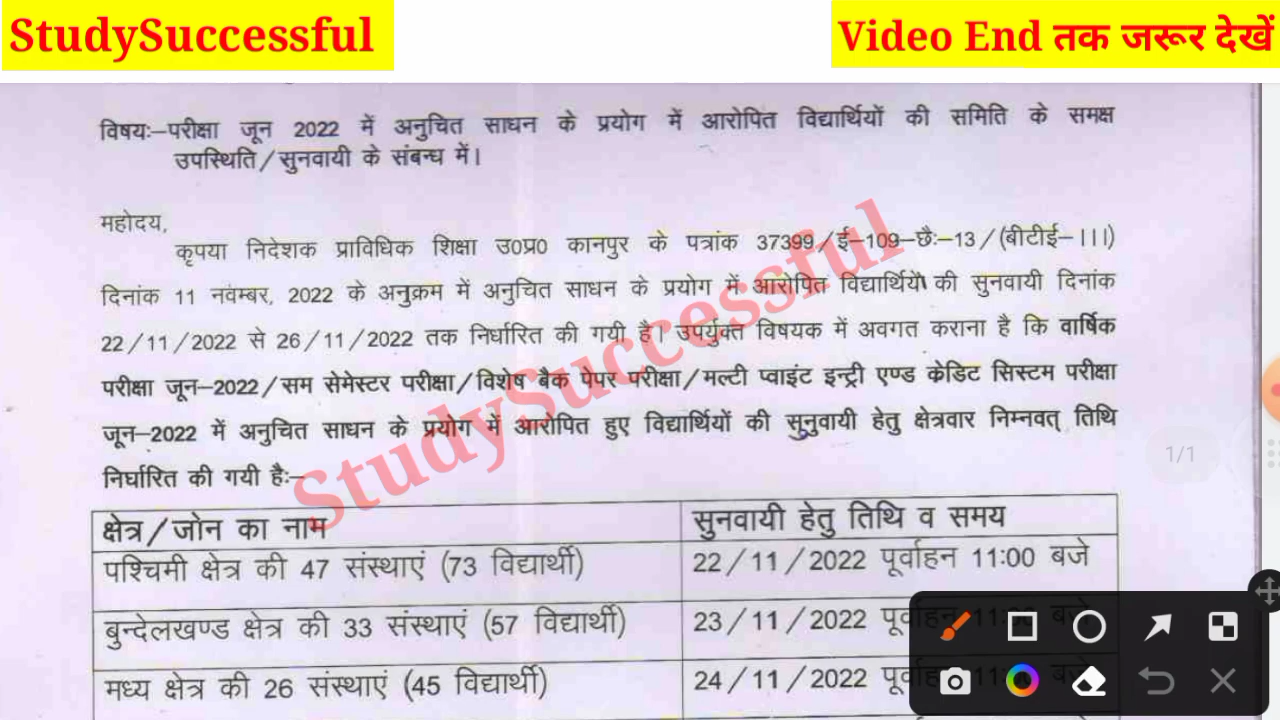 StudySuccessful
Video End तक जरूर देखें
विषयः–परीक्षा जून 2022 में अनुचित साधन के प्रयोग में आरोपित विद्यार्थियों की समिति के समक्ष
उपस्थिति/सुनवायी के संबन्ध में।
महोदय,
कृपया निदेशक प्राविधिक शिक्षा उ0प्र0 कानपुर के पत्रांक 37399/ई–109–छैः–13/(बीटीई–III)
दिनांक 11 नवंम्बर, 2022 के अनुक्रम में अनुचित साधन के प्रयोग में आरोपित विद्यार्थियों की सुनवायी दिनांक
22/11/2022 से 26/11/2022 तक निर्धारित की गयी है। उपर्युक्त विषयक में अवगत कराना है कि वार्षिक
परीक्षा जून–2022/सम सेमेस्टर परीक्षा/विशेष बैक पेपर परीक्षा/मल्टी प्वाइंट इन्ट्री एण्ड क्रेडिट सिस्टम परीक्षा
जून–2022 में अनुचित साधन के प्रयोग में आरोपित हुए विद्यार्थियों की सुनुवायी हेतु क्षेत्रवार निम्नवत् तिथि
निर्धारित की गयी हैः–
StudySuccessful
1/1
क्षेत्र/जोन का नाम सुनवायी हेतु तिथि व समय
पश्चिमी क्षेत्र की 47 संस्थाएं (73 विद्यार्थी) 22/11/2022 पूर्वाहन 11:00 बजे
बुन्देलखण्ड क्षेत्र की 33 संस्थाएं (57 विद्यार्थी) 23/11/2022
मध्य क्षेत्र की 26 संस्थाएं (45 विद्यार्थी) 24/11/2022